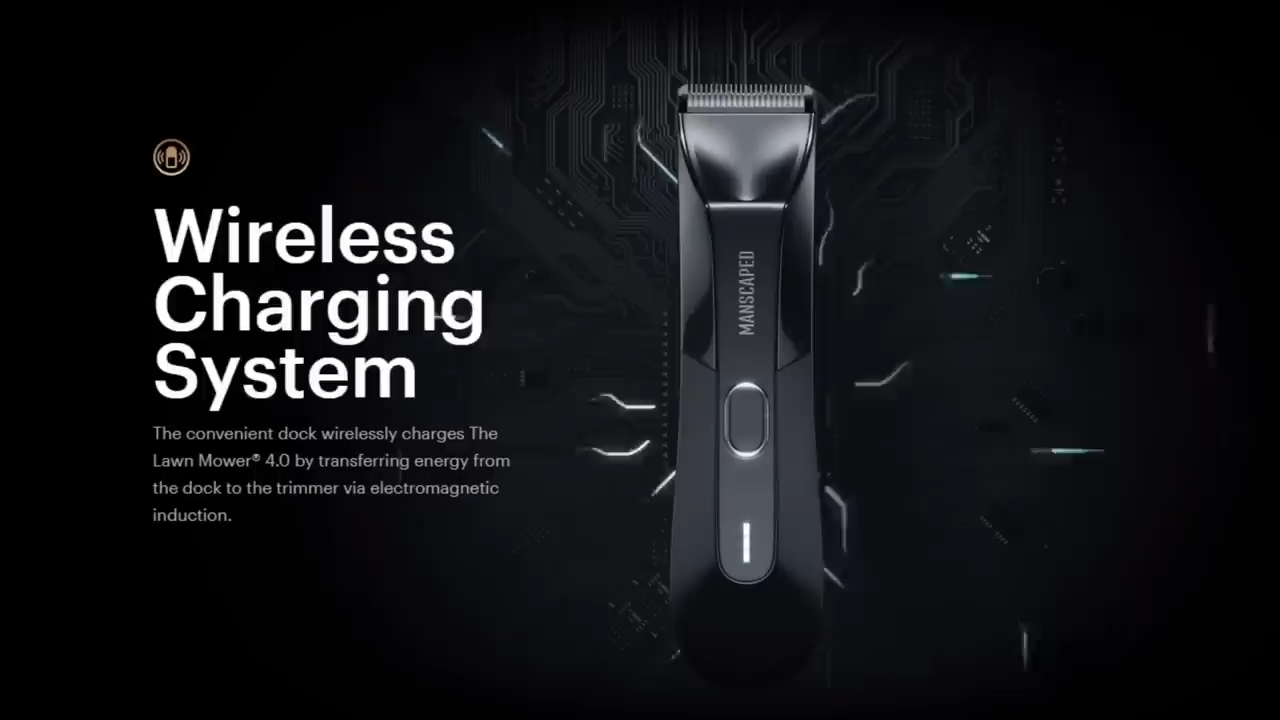 Wireless
Charging
System
The convenient dock wirelessly charges The
Lawn Mower® 4.0 by transferring energy from
the dock to the trimmer via electromagnetic
induction.
MANSCAPED